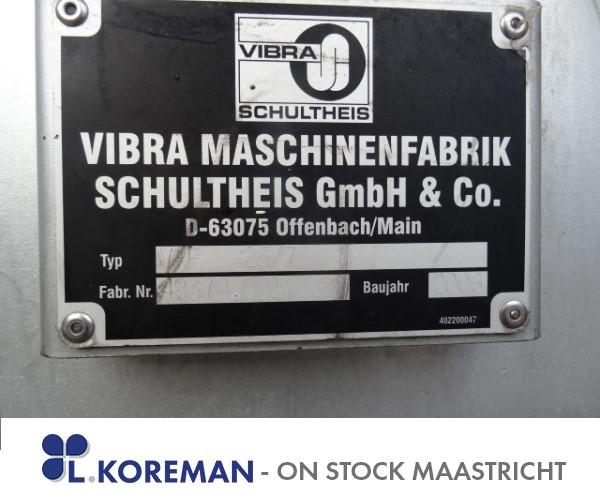 VIBRA
SCHULTHEIS
VIBRA MASCHINENFABRIK
SCHULTHEIS GmbH & Co.
D-63075 Offenbach/Main
Typ
Fabr. Nr.
Baujahr
402200047
L.KOREMAN - ON STOCK MAASTRICHT